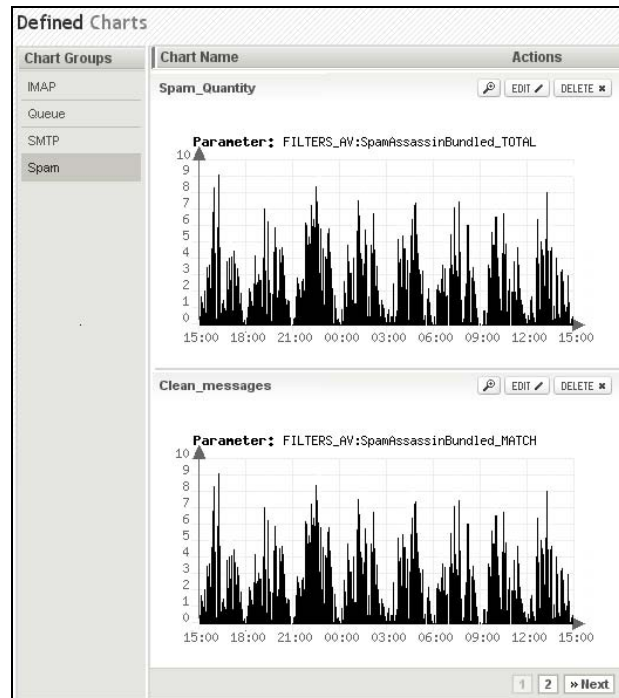 Defined Charts
Chart Groups
Chart Name Actions
IMAP
Queue
SMTP
Spam
Spam_Quantity EDIT DELETE
Parameter: FILTERS_AV:SpamAssassinBundled_TOTAL
10
9
8
7
6
5
4
3
2
1
0
15:00 18:00 21:00 00:00 03:00 06:00 09:00 12:00 15:00
Clean_messages EDIT DELETE
Parameter: FILTERS_AV:SpamAssassinBundled_MATCH
10
9
8
7
6
5
4
3
2
1
0
15:00 18:00 21:00 00:00 03:00 06:00 09:00 12:00 15:00
1 2 » Next